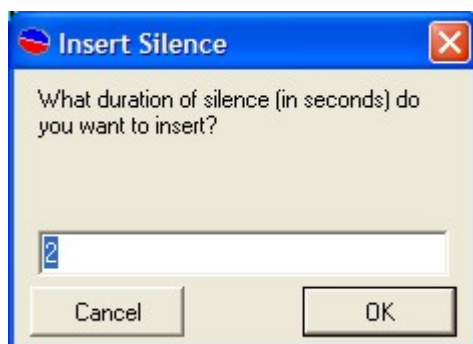 Insert Silence
What duration of silence (in seconds) do
you want to insert?
2
Cancel OK